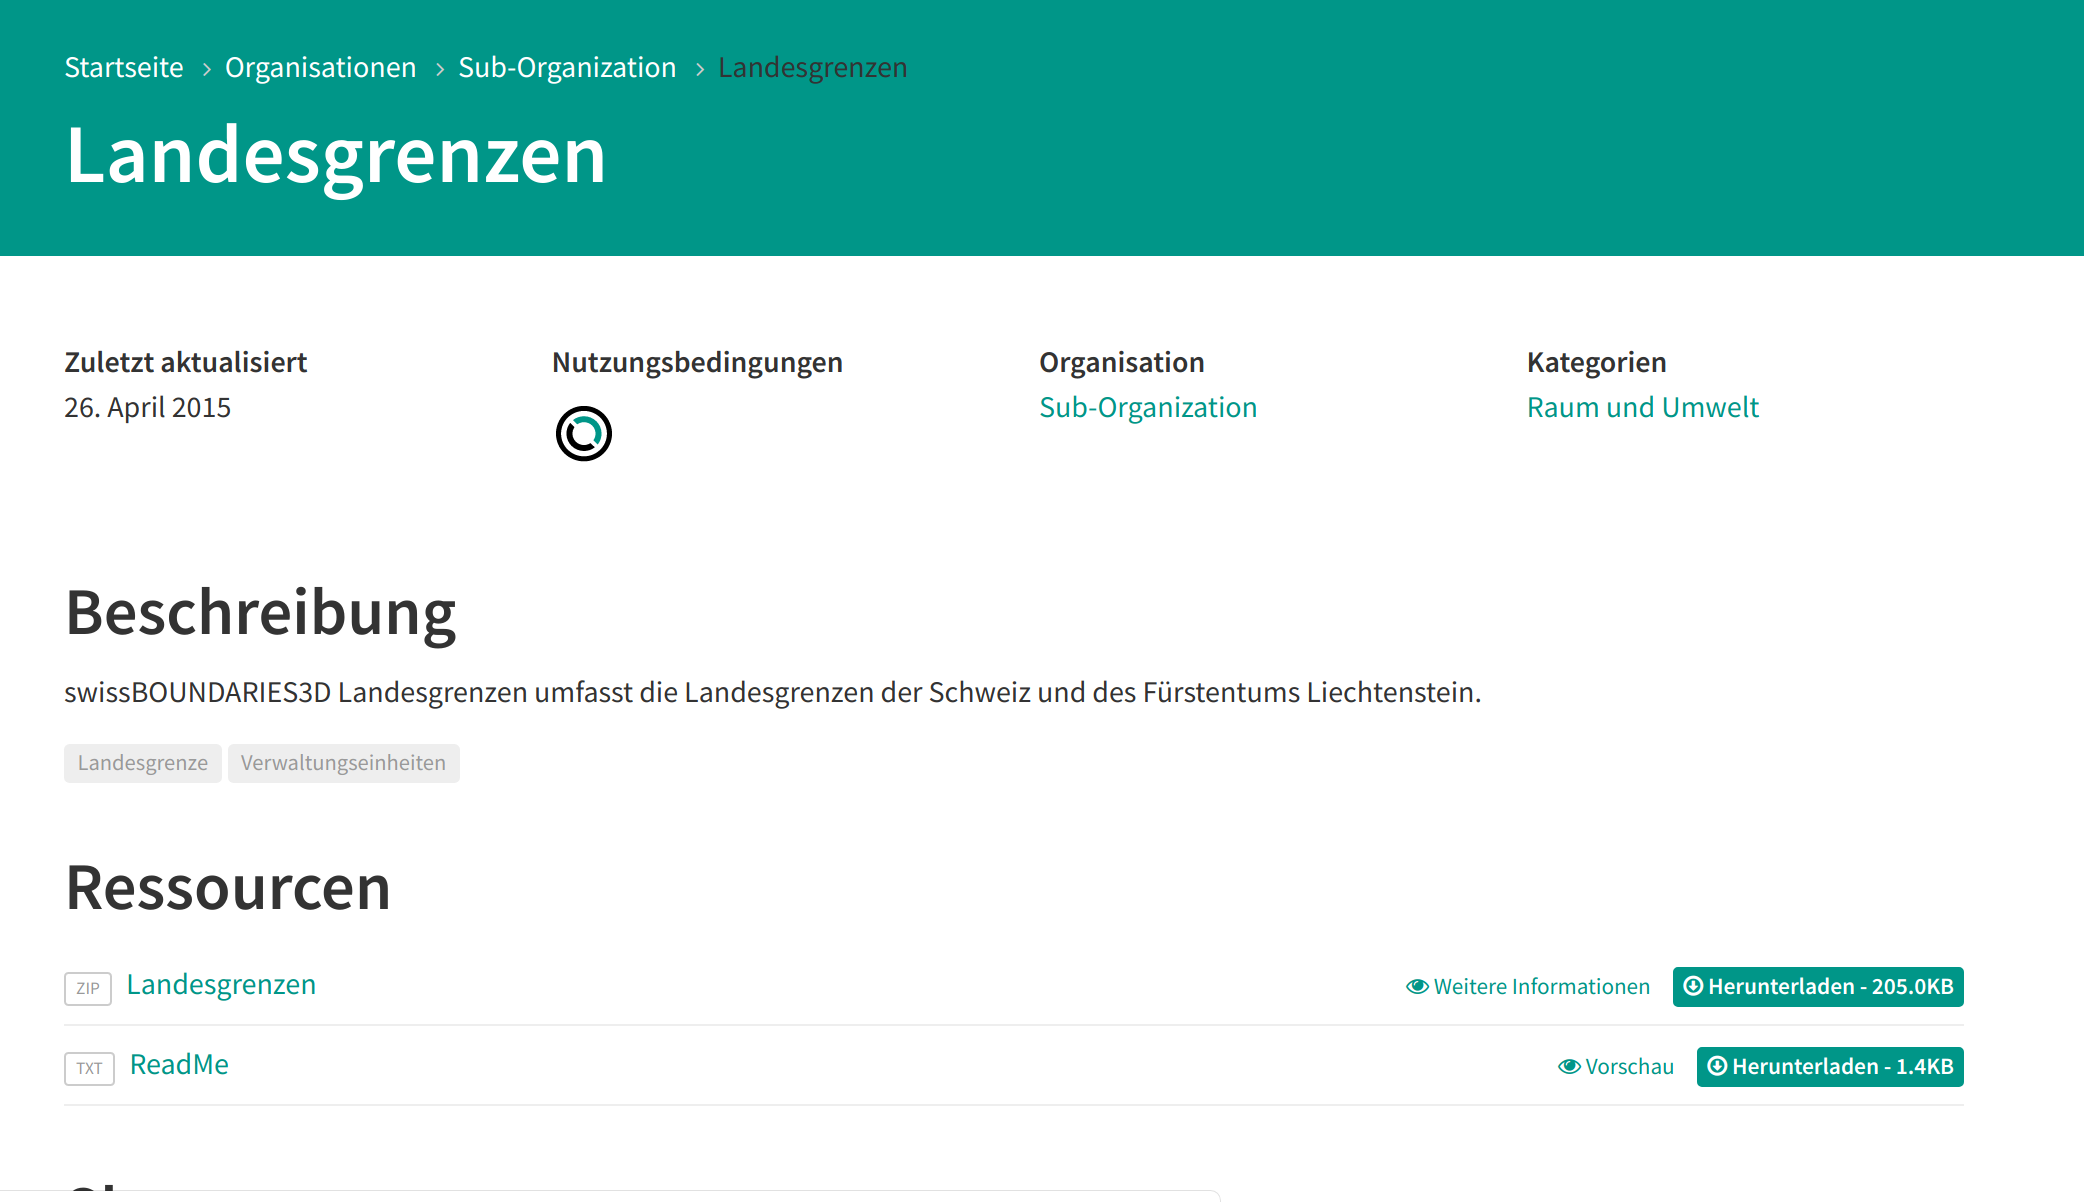 Startseite > Organisationen > Sub-Organization > Landesgrenzen
Landesgrenzen
Zuletzt aktualisiert
26. April 2015
Nutzungsbedingungen
Organisation
Sub-Organization
Kategorien
Raum und Umwelt
Beschreibung
swissBOUNDARIES3D Landesgrenzen umfasst die Landesgrenzen der Schweiz und des Fürstentums Liechtenstein.
Landesgrenze Verwaltungseinheiten
Ressourcen
ZIP Landesgrenzen Weitere Informationen Herunterladen - 205.0KB
TXT ReadMe Vorschau Herunterladen - 1.4KB